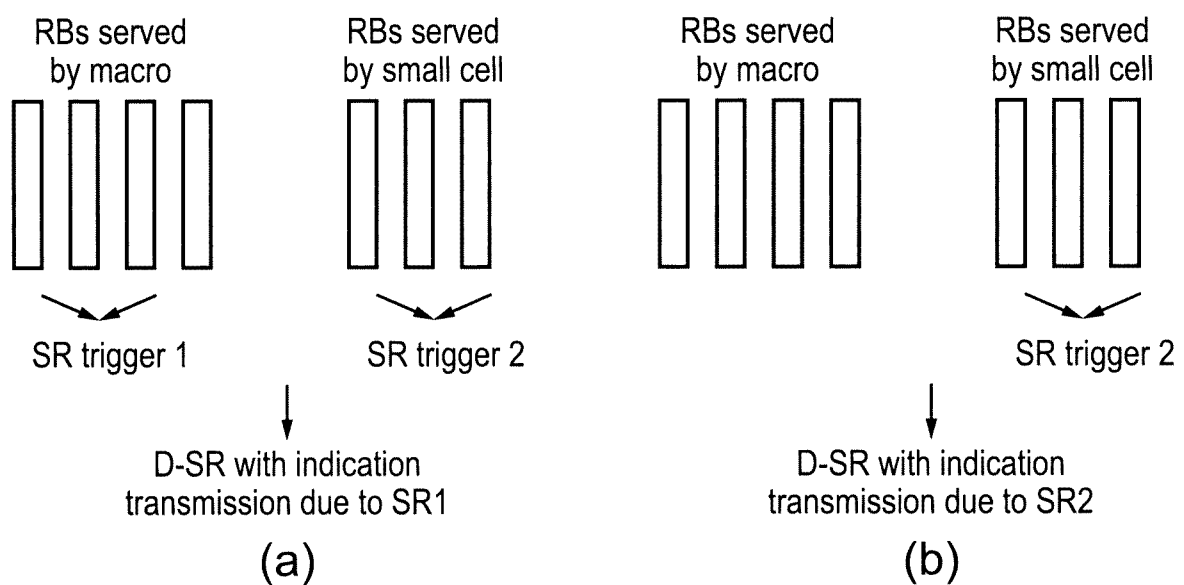 RBs served
by macro
RBs served
by small cell
SR trigger 1
SR trigger 2
D-SR with indication
transmission due to SR1
(a)
RBs served
by macro
RBs served
by small cell
SR trigger 2
D-SR with indication
transmission due to SR2
(b)